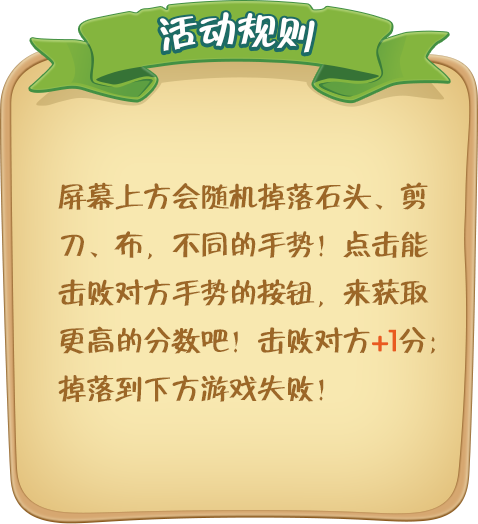 活动规则
屏幕上方会随机掉落石头、剪
刀、布，不同的手势！点击能
击败对方手势的按钮，来获取
更高的分数吧！击败对方+1分；
掉落到下方游戏失败！